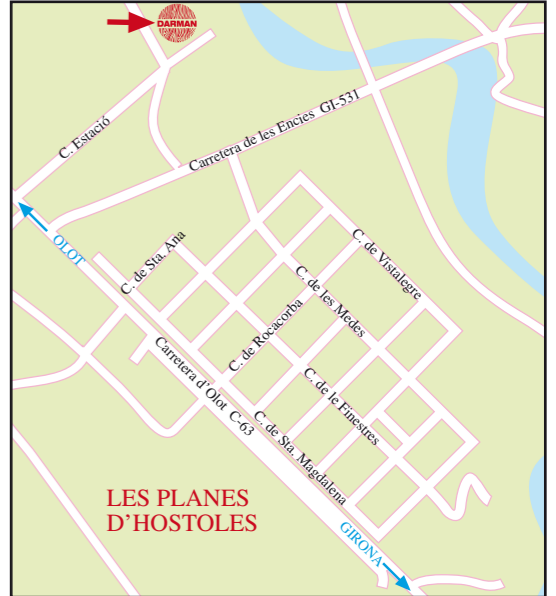 DARMAN
C. Estació
Carretera de les Encies GI-531
OLOT
C. de Sta. Ana
C. de Vistalegre
C. de les Medes
C. de Rocacorba
Carretera d'Olot C-63
C. de le Finestres
C. de Sta. Magdalena
LES PLANES
D'HOSTOLES
GIRONA